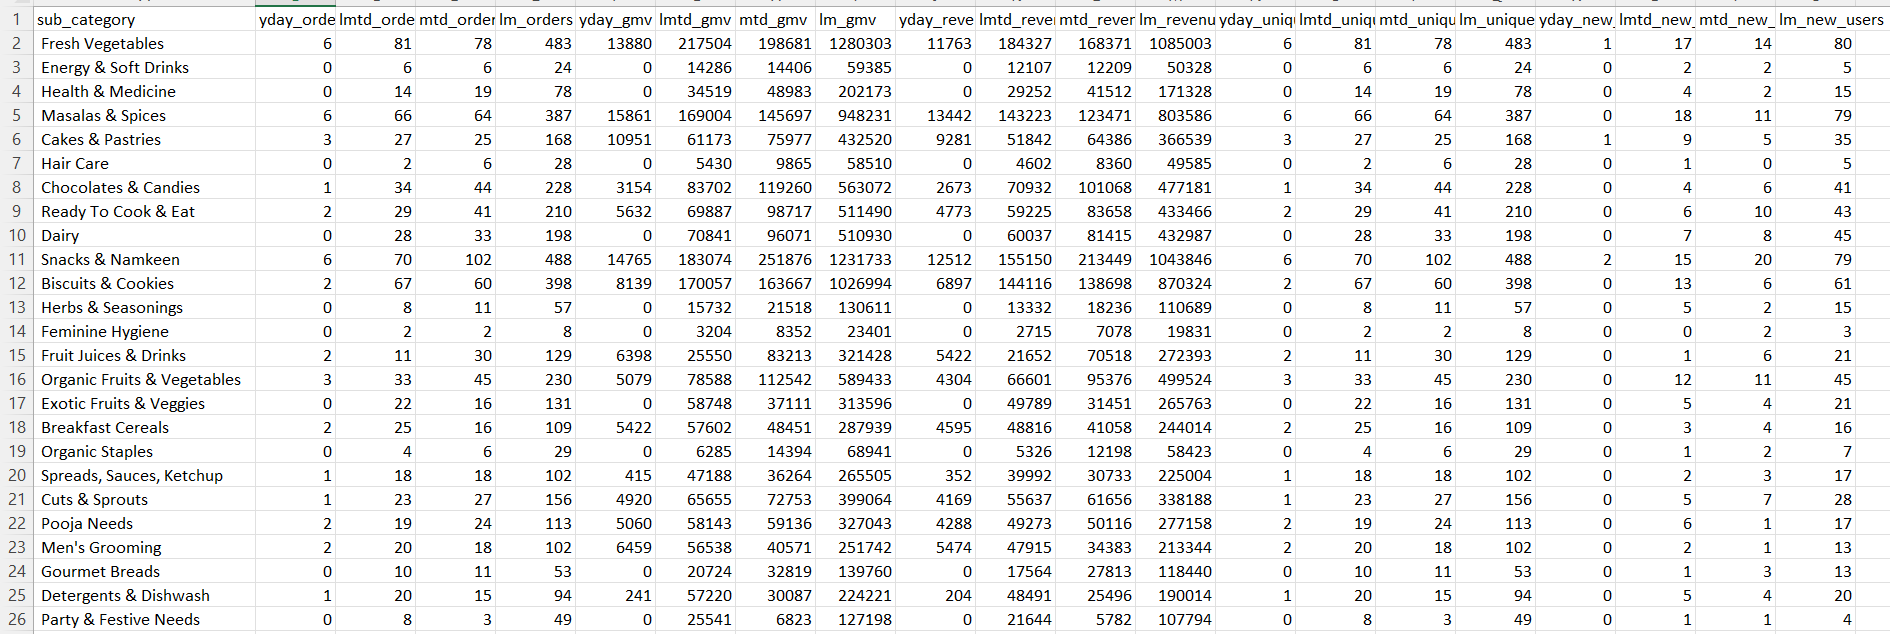 1 sub_category yday_orde lmtd_orde mtd_order lm_orders yday_gmv lmtd_gmv mtd_gmv lm_gmv yday_reve lmtd_reve mtd_rever lm_revenu yday_uniq lmtd_uniqu mtd_uniqu lm_unique yday_new_ lmtd_new_ mtd_new_ lm_new_users
2 Fresh Vegetables 6 81 78 483 13880 217504 198681 1280303 11763 184327 168371 1085003 6 81 78 483 1 17 14 80
3 Energy & Soft Drinks 0 6 6 24 0 14286 14406 59385 0 12107 12209 50328 0 6 6 24 0 2 2 5
4 Health & Medicine 0 14 19 78 0 34519 48983 202173 0 29252 41512 171328 0 14 19 78 0 4 2 15
5 Masalas & Spices 6 66 64 387 15861 169004 145697 948231 13442 143223 123471 803586 6 66 64 387 0 18 11 79
6 Cakes & Pastries 3 27 25 168 10951 61173 75977 432520 9281 51842 64386 366539 3 27 25 168 1 9 5 35
7 Hair Care 0 2 6 28 0 5430 9865 58510 0 4602 8360 49585 0 2 6 28 0 1 0 5
8 Chocolates & Candies 1 34 44 228 3154 83702 119260 563072 2673 70932 101068 477181 1 34 44 228 0 4 6 41
9 Ready To Cook & Eat 2 29 41 210 5632 69887 98717 511490 4773 59225 83658 433466 2 29 41 210 0 6 10 43
10 Dairy 0 28 33 198 0 70841 96071 510930 0 60037 81415 432987 0 28 33 198 0 7 8 45
11 Snacks & Namkeen 6 70 102 488 14765 183074 251876 1231733 12512 155150 213449 1043846 6 70 102 488 2 15 20 79
12 Biscuits & Cookies 2 67 60 398 8139 170057 163667 1026994 6897 144116 138698 870324 2 67 60 398 0 13 6 61
13 Herbs & Seasonings 0 8 11 57 0 15732 21518 130611 0 13332 18236 110689 0 8 11 57 0 5 2 15
14 Feminine Hygiene 0 2 2 8 0 3204 8352 23401 0 2715 7078 19831 0 2 2 8 0 0 2 3
15 Fruit Juices & Drinks 2 11 30 129 6398 25550 83213 321428 5422 21652 70518 272393 2 11 30 129 0 1 6 21
16 Organic Fruits & Vegetables 3 33 45 230 5079 78588 112542 589433 4304 66601 95376 499524 3 33 45 230 0 12 11 45
17 Exotic Fruits & Veggies 0 22 16 131 0 58748 37111 313596 0 49789 31451 265763 0 22 16 131 0 5 4 21
18 Breakfast Cereals 2 25 16 109 5422 57602 48451 287939 4595 48816 41058 244014 2 25 16 109 0 3 4 16
19 Organic Staples 0 4 6 29 0 6285 14394 68941 0 5326 12198 58423 0 4 6 29 0 1 2 7
20 Spreads, Sauces, Ketchup 1 18 18 102 415 47188 36264 265505 352 39992 30733 225004 1 18 18 102 0 2 3 17
21 Cuts & Sprouts 1 23 27 156 4920 65655 72753 399064 4169 55637 61656 338188 1 23 27 156 0 5 7 28
22 Pooja Needs 2 19 24 113 5060 58143 59136 327043 4288 49273 50116 277158 2 19 24 113 0 6 1 17
23 Men's Grooming 2 20 18 102 6459 56538 40571 251742 5474 47915 34383 213344 2 20 18 102 0 2 1 13
24 Gourmet Breads 0 10 11 53 0 20724 32819 139760 0 17564 27813 118440 0 10 11 53 0 1 3 13
25 Detergents & Dishwash 1 20 15 94 241 57220 30087 224221 204 48491 25496 190014 1 20 15 94 0 5 4 20
26 Party & Festive Needs 0 8 3 49 0 25541 6823 127198 0 21644 5782 107794 0 8 3 49 0 1 1 4